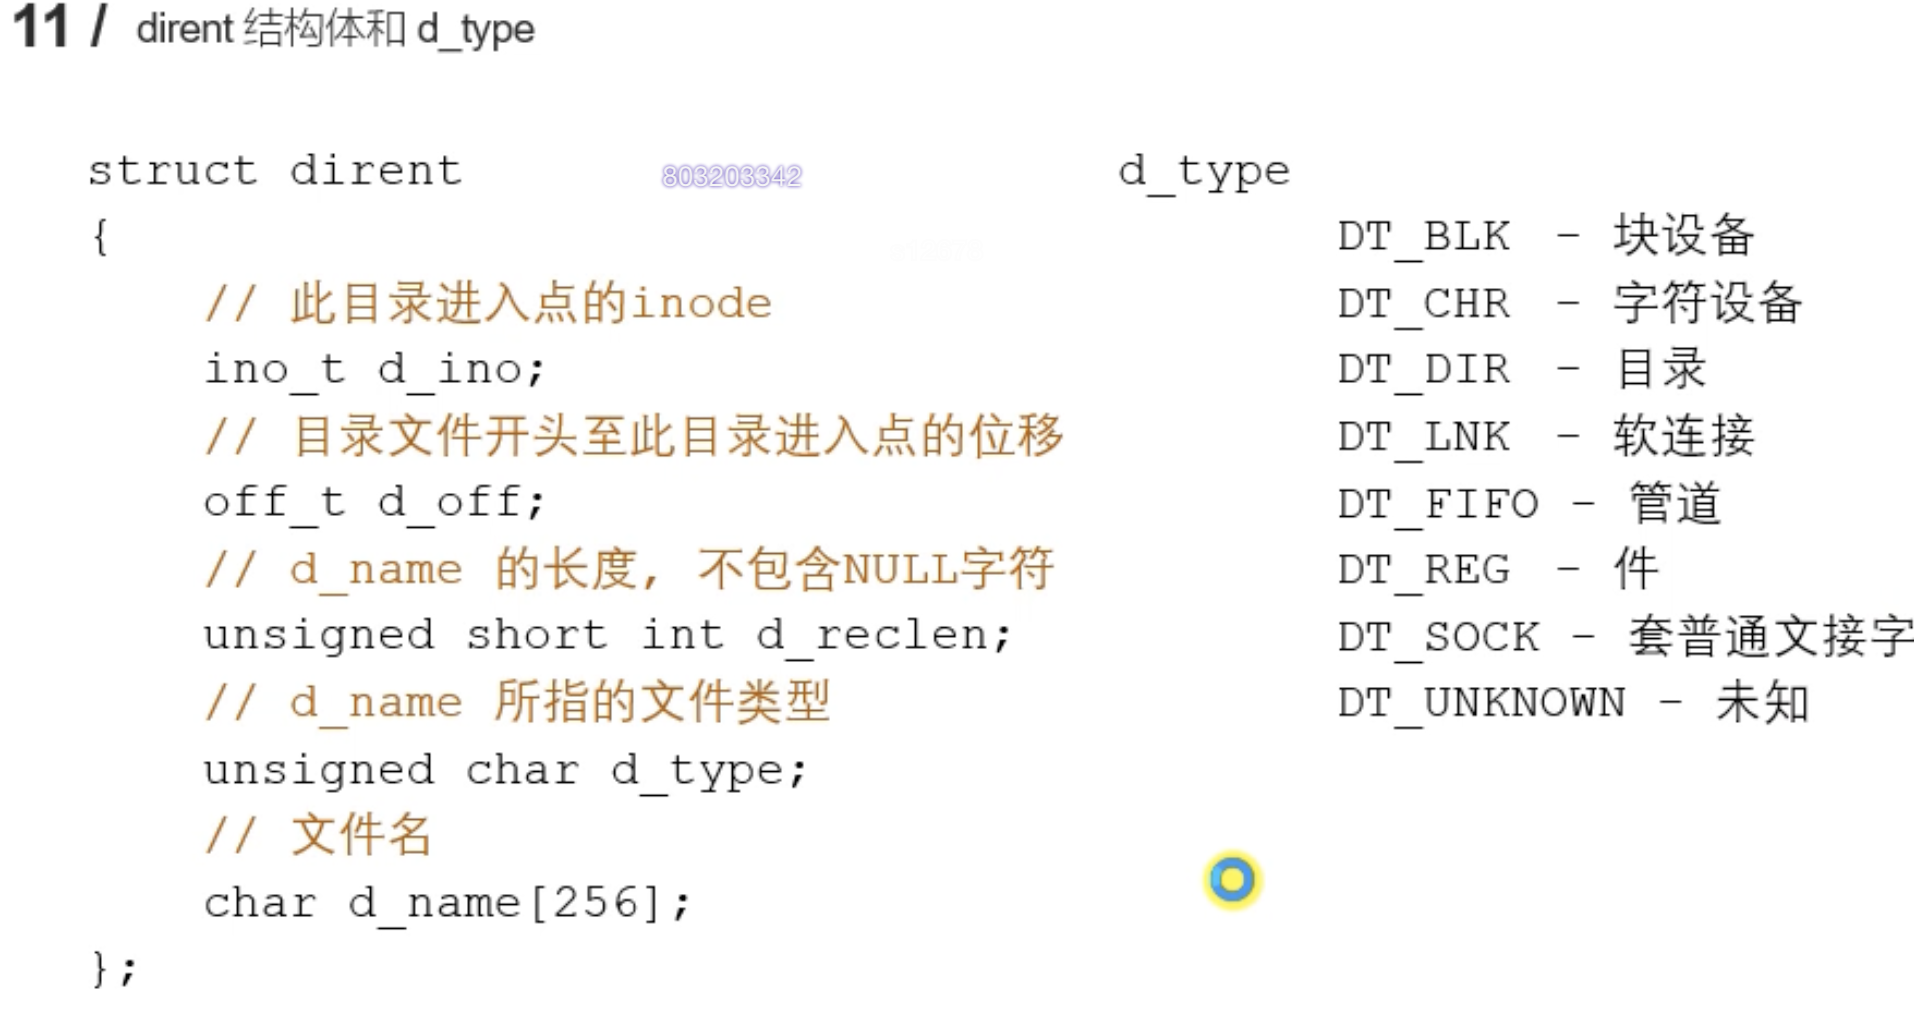 11 / dirent 结构体和 d_type
struct dirent
803203342
{
// 此目录进入点的inode
ino_t d_ino;
// 目录文件开头至此目录进入点的位移
off_t d_off;
// d_name 的长度, 不包含NULL字符
unsigned short int d_reclen;
// d_name 所指的文件类型
unsigned char d_type;
// 文件名
char d_name[256];
};
d_type
DT_BLK - 块设备
DT_CHR - 字符设备
DT_DIR - 目录
DT_LNK - 软连接
DT_FIFO - 管道
DT_REG - 件
DT_SOCK - 套普通文接字
DT_UNKNOWN - 未知